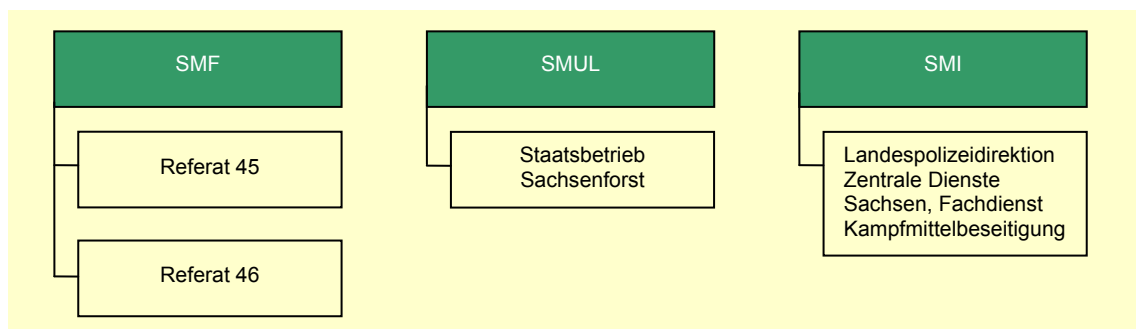 SMF
Referat 45
Referat 46
SMUL
Staatsbetrieb
Sachsenforst
SMI
Landespolizeidirektion
Zentrale Dienste
Sachsen, Fachdienst
Kampfmittelbeseitigung